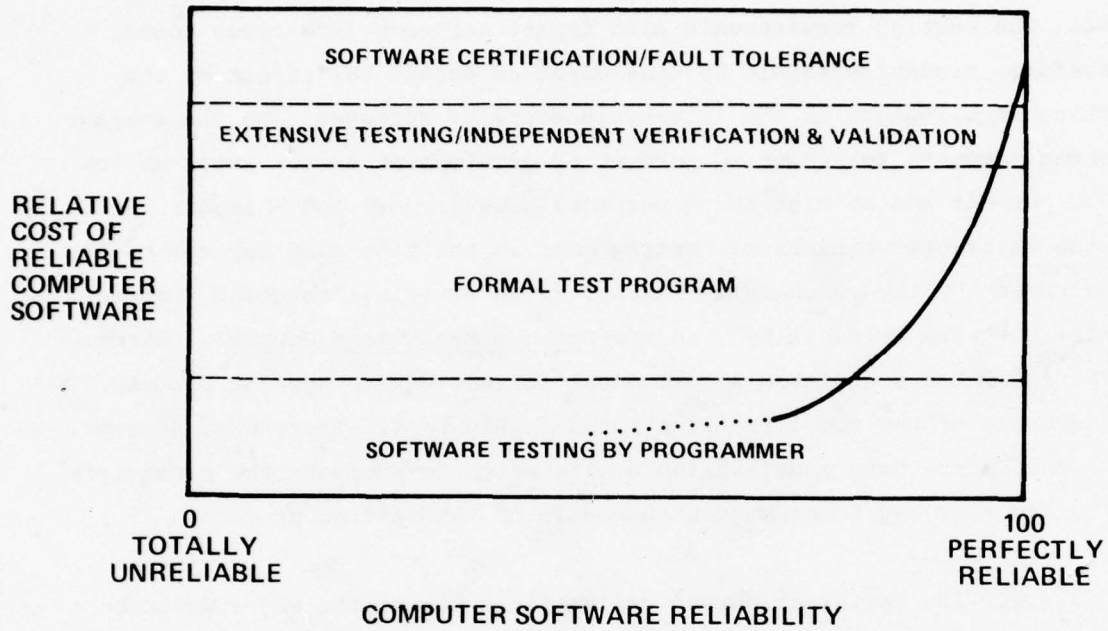 SOFTWARE CERTIFICATION/FAULT TOLERANCE
EXTENSIVE TESTING/INDEPENDENT VERIFICATION & VALIDATION
RELATIVE
COST OF
RELIABLE
COMPUTER
SOFTWARE
FORMAL TEST PROGRAM
SOFTWARE TESTING BY PROGRAMMER
0
100
TOTALLY
UNRELIABLE
PERFECTLY
RELIABLE
COMPUTER SOFTWARE RELIABILITY